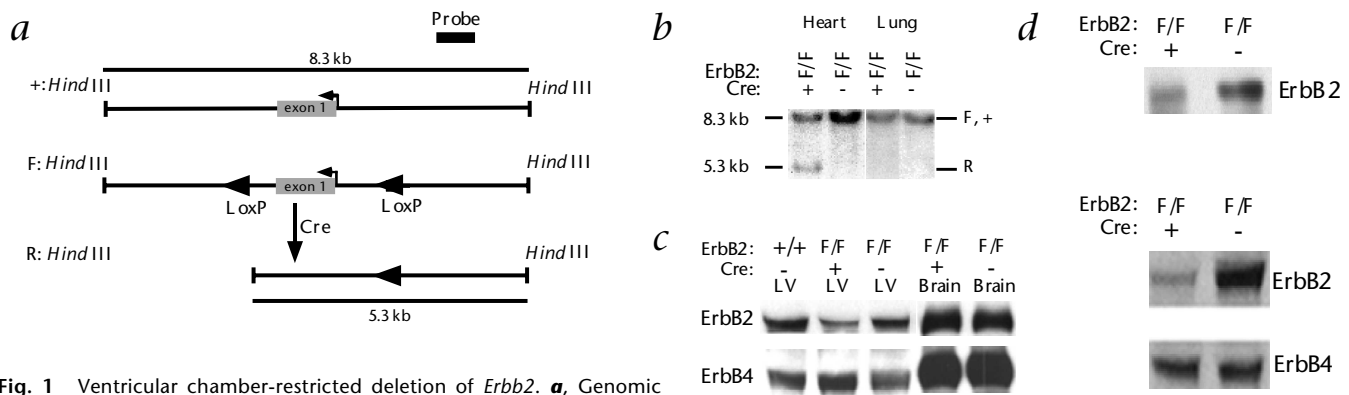 a
Probe
8.3 kb
+: Hind III
Hind III
exon 1
F: Hind III
Hind III
exon 1
LoxP
LoxP
Cre
R: Hind III
Hind III
5.3 kb
Fig. 1 Ventricular chamber-restricted deletion of Erbb2. a, Genomic
b
Heart Lung
ErbB2: F/F F/F F/F F/F
Cre: + - + -
8.3 kb
F, +
5.3 kb
R
c
ErbB2: +/+ F/F F/F F/F F/F
Cre: - + - + -
LV LV LV Brain Brain
ErbB2
ErbB4
d
ErbB2: F/F F/F
Cre: + -
ErbB2
ErbB2: F/F F/F
Cre: + -
ErbB2
ErbB4